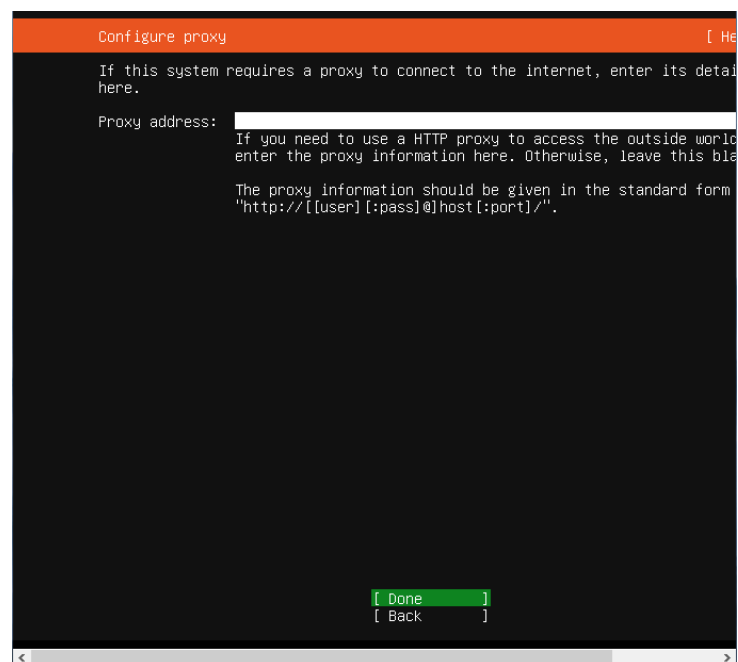 Configure proxy [ He
If this system requires a proxy to connect to the internet, enter its detai
here.
Proxy address:
If you need to use a HTTP proxy to access the outside worl
enter the proxy information here. Otherwise, leave this bla
The proxy information should be given in the standard form
"http://[[user][:pass]@]host[:port]/".
[ Done ]
[ Back ]